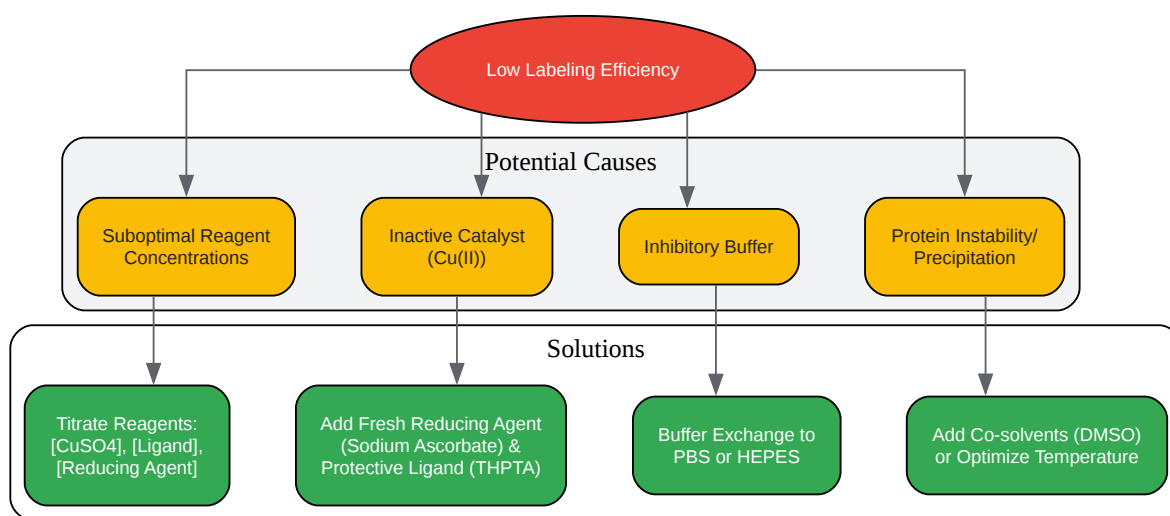 Low Labeling Efficiency
Potential Causes
Suboptimal Reagent
Concentrations
Inactive Catalyst
(Cu(II))
Inhibitory Buffer
Protein Instability/
Precipitation
Solutions
Titrate Reagents:
[CuSO4], [Ligand],
[Reducing Agent]
Add Fresh Reducing Agent
(Sodium Ascorbate) &
Protective Ligand (THPTA)
Buffer Exchange to
PBS or HEPES
Add Co-solvents (DMSO)
or Optimize Temperature